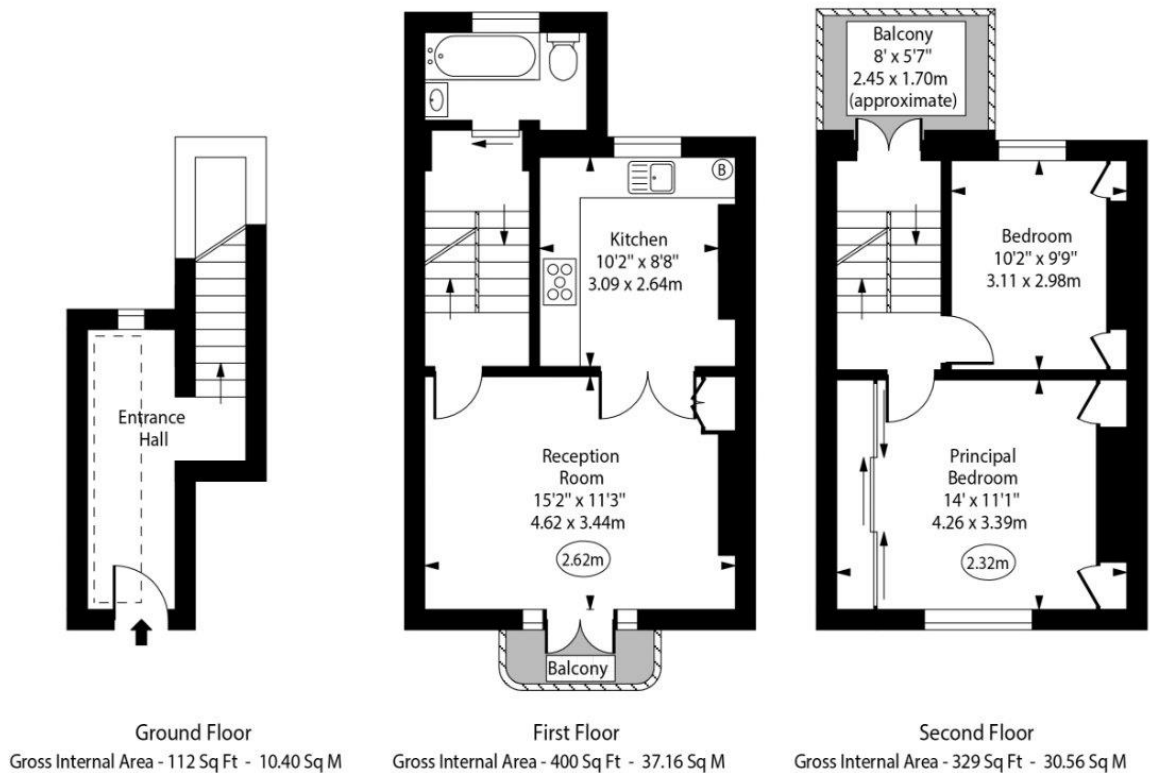 Entrance
Hall
Ground Floor
Gross Internal Area - 112 Sq Ft - 10.40 Sq M
B
Kitchen
10'2" x 8'8"
3.09 x 2.64m
Reception
Room
15'2" x 11'3"
4.62 x 3.44m
2.62m
Balcony
First Floor
Gross Internal Area - 400 Sq Ft - 37.16 Sq M
Balcony
8' x 5'7"
2.45 x 1.70m
(approximate)
Bedroom
10'2" x 9'9"
3.11 x 2.98m
Principal
Bedroom
14' x 11'1"
4.26 x 3.39m
2.32m
Second Floor
Gross Internal Area - 329 Sq Ft - 30.56 Sq M